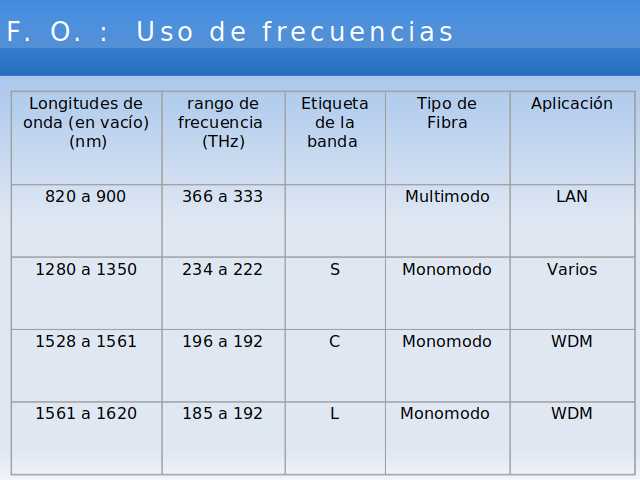 F. O. : Uso de frecuencias
Longitudes de onda (en vacío) (nm) rango de frecuencia (THz) Etiqueta de la banda Tipo de Fibra Aplicación
820 a 900 366 a 333 Multimodo LAN
1280 a 1350 234 a 222 S Monomodo Varios
1528 a 1561 196 a 192 C Monomodo WDM
1561 a 1620 185 a 192 L Monomodo WDM